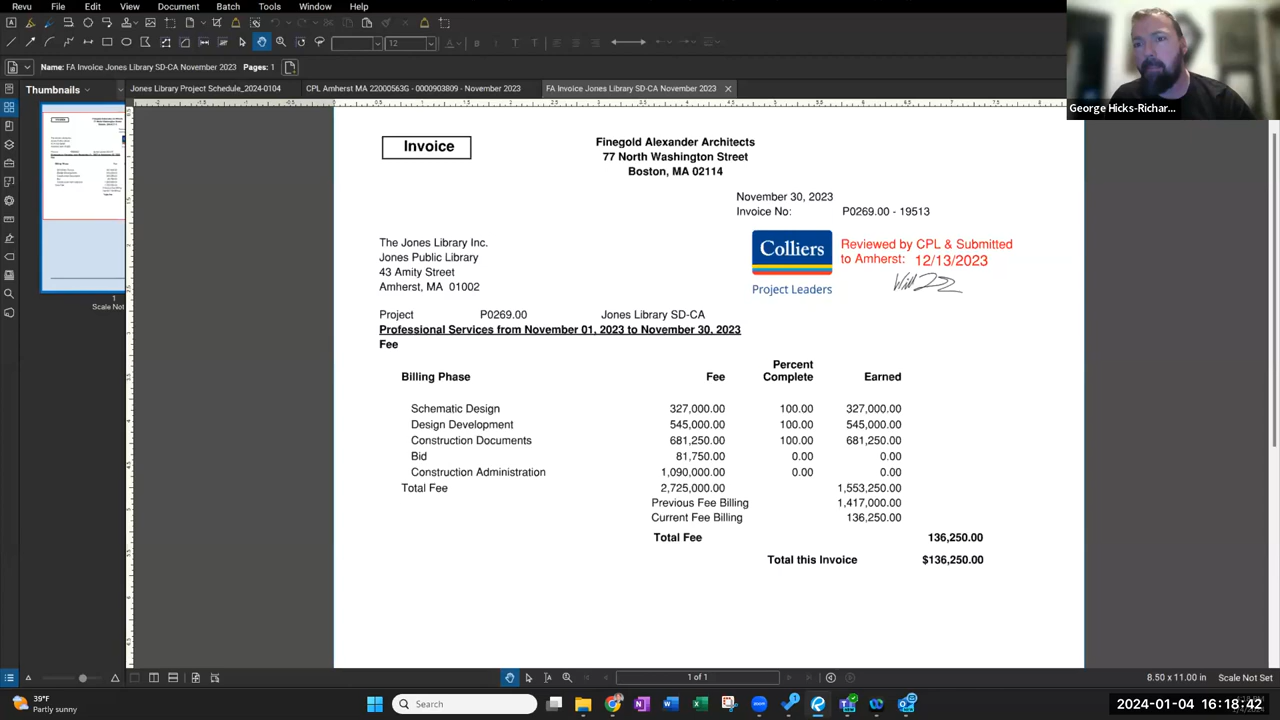 Revu File Edit View Document Batch Tools Window Help
12
Name: FA Invoice Jones Library SD-CA November 2023 Pages: 1
Thumbnails
Jones Library Project Schedule_2024-0104
CPL Amherst MA 22000563G - 0000903809 - November 2023
FA Invoice Jones Library SD-CA November 2023
George Hicks-Richar...
1
Scale Not
Invoice
Finegold Alexander Architects
77 North Washington Street
Boston, MA 02114
November 30, 2023
Invoice No: P0269.00 - 19513
Colliers
Project Leaders
Reviewed by CPL & Submitted
to Amherst: 12/13/2023
The Jones Library Inc.
Jones Public Library
43 Amity Street
Amherst, MA 01002
Project P0269.00 Jones Library SD-CA
Professional Services from November 01, 2023 to November 30, 2023
Fee
Billing Phase Fee Percent Complete Earned
Schematic Design 327,000.00 100.00 327,000.00
Design Development 545,000.00 100.00 545,000.00
Construction Documents 681,250.00 100.00 681,250.00
Bid 81,750.00 0.00 0.00
Construction Administration 1,090,000.00 0.00 0.00
Total Fee 2,725,000.00 1,553,250.00
Previous Fee Billing 1,417,000.00
Current Fee Billing 136,250.00
Total Fee 136,250.00
Total this Invoice $136,250.00
1 of 1
8.50 x 11.00 in Scale Not Set
39°F
Partly sunny
Search
2024-01-04 16:18:42